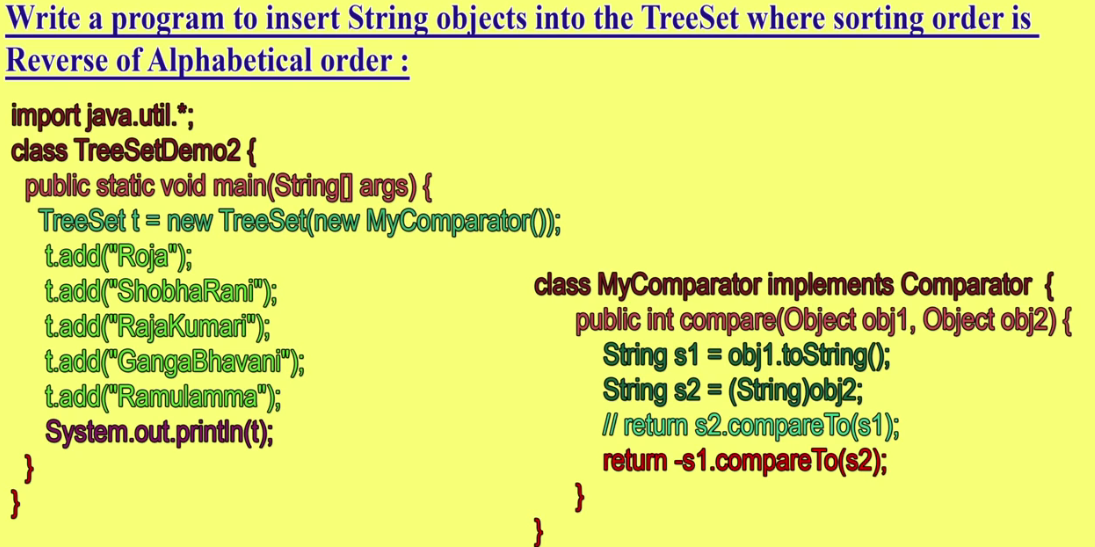 Write a program to insert String objects into the TreeSet where sorting order is
Reverse of Alphabetical order :
import java.util.*;
class TreeSetDemo2 {
public static void main(String[] args) {
TreeSet t = new TreeSet(new MyComparator());
t.add("Roja");
t.add("ShobhaRani");
t.add("RajaKumari");
t.add("GangaBhavani");
t.add("Ramulamma");
System.out.println(t);
}
}
class MyComparator implements Comparator {
public int compare(Object obj1, Object obj2) {
String s1 = obj1.toString();
String s2 = (String)obj2;
// return s2.compareTo(s1);
return -s1.compareTo(s2);
}
}